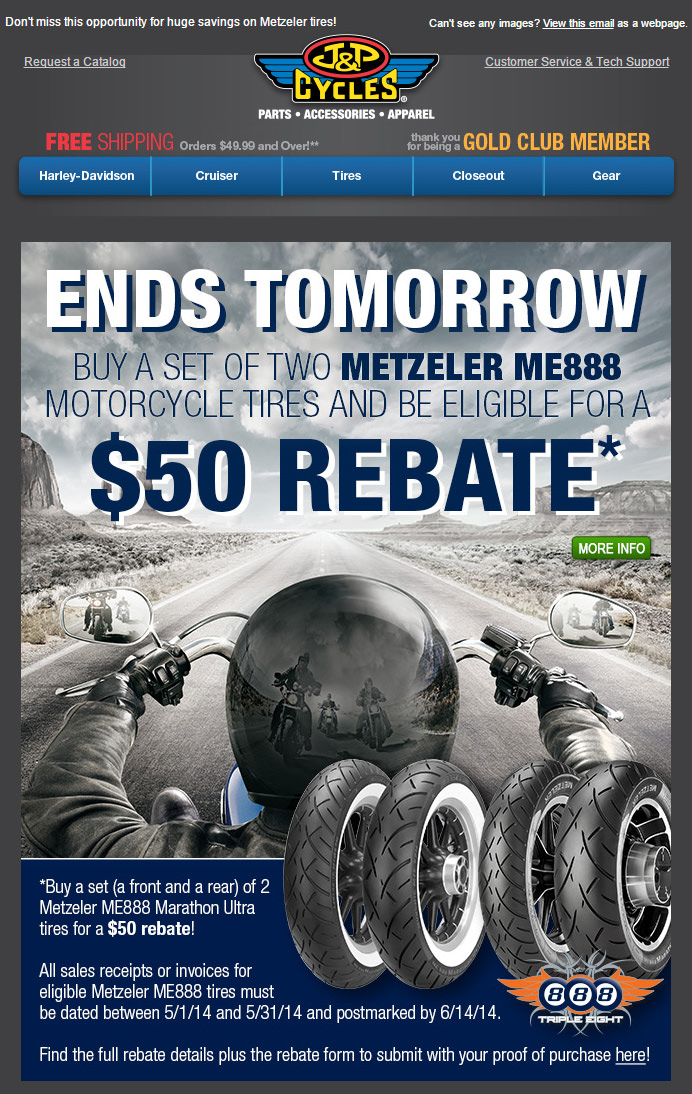 Don't miss this opportunity for huge savings on Metzeler tires!
Can't see any images? View this email as a webpage.
Request a Catalog
J&P
CYCLES®
PARTS • ACCESSORIES • APPAREL
Customer Service & Tech Support
FREE SHIPPING Orders $49.99 and Over!**
thank you
for being a GOLD CLUB MEMBER
Harley-Davidson
Cruiser
Tires
Closeout
Gear
ENDS TOMORROW
BUY A SET OF TWO METZELER ME888
MOTORCYCLE TIRES AND BE ELIGIBLE FOR A
$50 REBATE*
MORE INFO
METZELER
METZELER
*Buy a set (a front and a rear) of 2
Metzeler ME888 Marathon Ultra
tires for a $50 rebate!
All sales receipts or invoices for
eligible Metzeler ME888 tires must
be dated between 5/1/14 and 5/31/14 and postmarked by 6/14/14.
888
TRIPLE EIGHT
Find the full rebate details plus the rebate form to submit with your proof of purchase here!